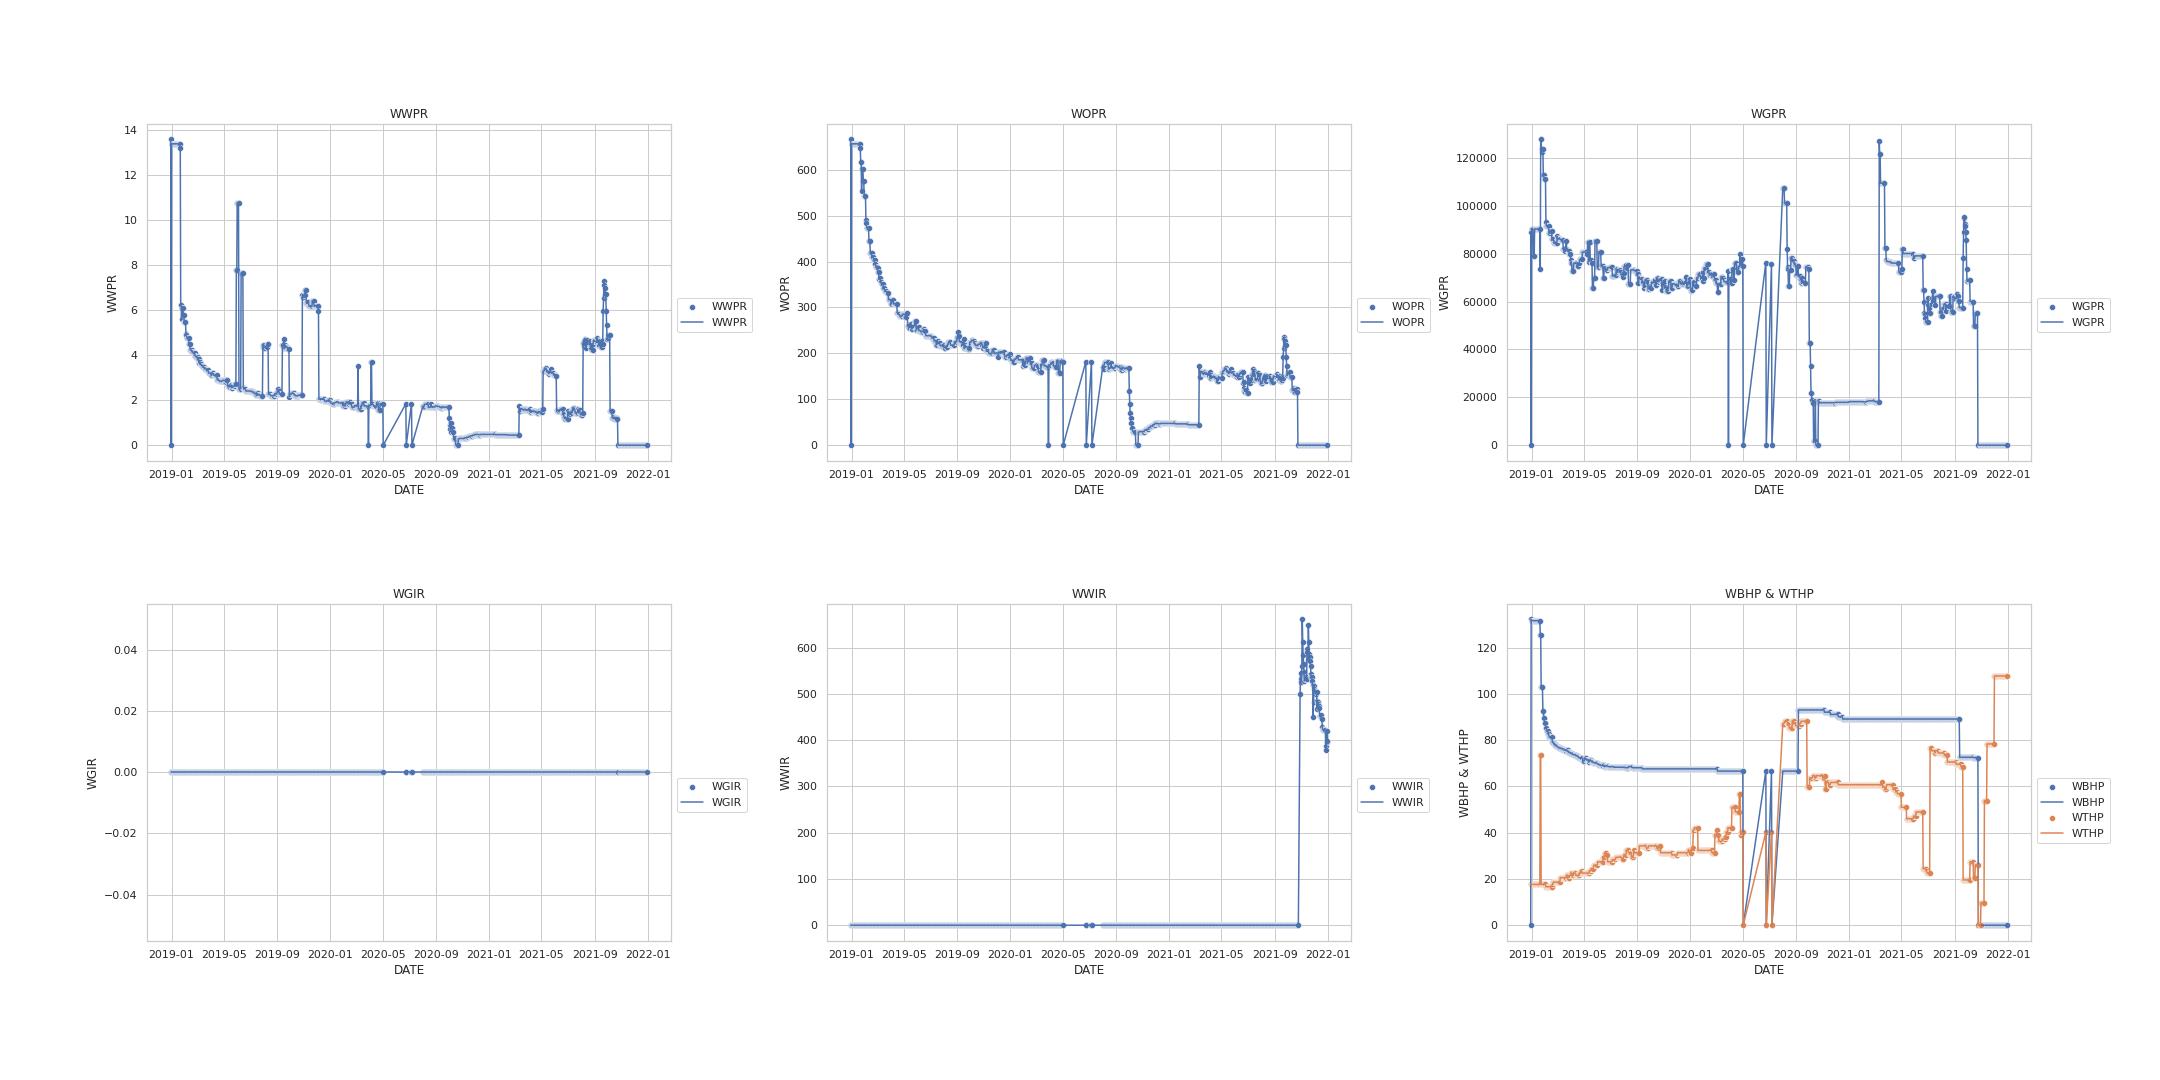 WWPR
WWPR
14
12
10
8
6
4
2
0
2019-01 2019-05 2019-09 2020-01 2020-05 2020-09 2021-01 2021-05 2021-09 2022-01
DATE
WWPR
WWPR
WOPR
WOPR
600
500
400
300
200
100
0
2019-01 2019-05 2019-09 2020-01 2020-05 2020-09 2021-01 2021-05 2021-09 2022-01
DATE
WOPR
WOPR
WGPR
WGPR
120000
100000
80000
60000
40000
20000
0
2019-01 2019-05 2019-09 2020-01 2020-05 2020-09 2021-01 2021-05 2021-09 2022-01
DATE
WGPR
WGPR
WGIR
WGIR
0.04
0.02
0.00
−0.02
−0.04
2019-01 2019-05 2019-09 2020-01 2020-05 2020-09 2021-01 2021-05 2021-09 2022-01
DATE
WGIR
WGIR
WWIR
WWIR
600
500
400
300
200
100
0
2019-01 2019-05 2019-09 2020-01 2020-05 2020-09 2021-01 2021-05 2021-09 2022-01
DATE
WWIR
WWIR
WBHP & WTHP
WBHP & WTHP
120
100
80
60
40
20
0
2019-01 2019-05 2019-09 2020-01 2020-05 2020-09 2021-01 2021-05 2021-09 2022-01
DATE
WBHP
WBHP
WTHP
WTHP